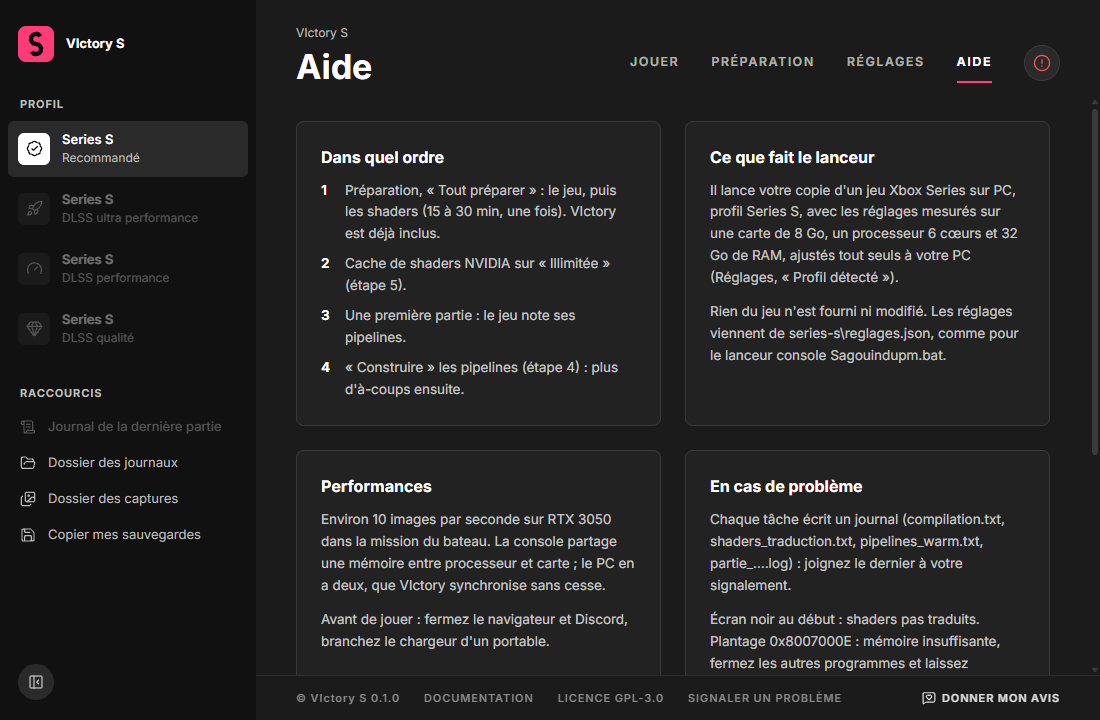 VIctory S
PROFIL
Series S
Recommandé
Series S
DLSS ultra performance
Series S
DLSS performance
Series S
DLSS qualité
RACCOURCIS
Journal de la dernière partie
Dossier des journaux
Dossier des captures
Copier mes sauvegardes
VIctory S
Aide
JOUER
PRÉPARATION
RÉGLAGES
AIDE
Dans quel ordre
1 Préparation, « Tout préparer » : le jeu, puis
les shaders (15 à 30 min, une fois). VIctory
est déjà inclus.
2 Cache de shaders NVIDIA sur « Illimitée »
(étape 5).
3 Une première partie : le jeu note ses
pipelines.
4 « Construire » les pipelines (étape 4) : plus
d'à-coups ensuite.
Ce que fait le lanceur
Il lance votre copie d'un jeu Xbox Series sur PC,
profil Series S, avec les réglages mesurés sur
une carte de 8 Go, un processeur 6 cœurs et 32
Go de RAM, ajustés tout seuls à votre PC
(Réglages, « Profil détecté »).
Rien du jeu n'est fourni ni modifié. Les réglages
viennent de series-s\reglages.json, comme pour
le lanceur console Sagouindupm.bat.
Performances
Environ 10 images par seconde sur RTX 3050
dans la mission du bateau. La console partage
une mémoire entre processeur et carte ; le PC en
a deux, que VIctory synchronise sans cesse.
Avant de jouer : fermez le navigateur et Discord,
branchez le chargeur d'un portable.
En cas de problème
Chaque tâche écrit un journal (compilation.txt,
shaders_traduction.txt, pipelines_warm.txt,
partie_....log) : joignez le dernier à votre
signalement.
Écran noir au début : shaders pas traduits.
Plantage 0x8007000E : mémoire insuffisante,
fermez les autres programmes et laissez
© VIctory S 0.1.0
DOCUMENTATION
LICENCE GPL-3.0
SIGNALER UN PROBLÈME
DONNER MON AVIS